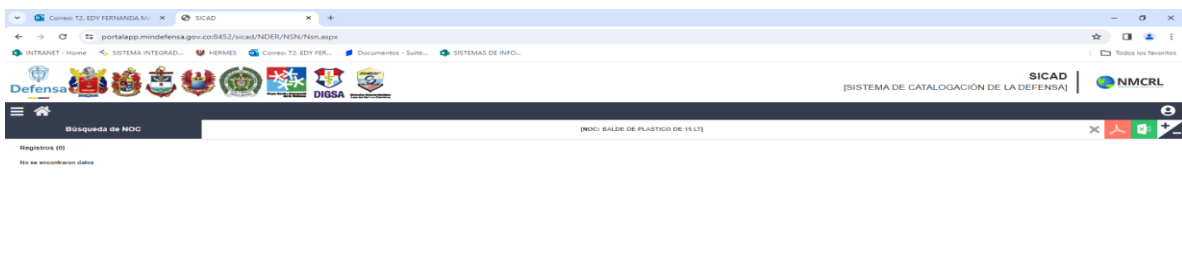 Correo: T2. EDY FERNANDA M
SICAD
portalapp.mindefensa.gov.co:8452/sicad/NDER/NSN/Nsn.aspx
INTRANET - Home
SISTEMA INTEGRAD...
HERMES
Correo: T2. EDY FER...
Documentos - Suite...
SISTEMAS DE INFO...
Todos los favoritos
Defensa
DIGSA
SICAD
[SISTEMA DE CATALOGACIÓN DE LA DEFENSA]
NMCRL
Búsqueda de NOC
[NOC: BALDE DE PLASTICO DE 15 LT]
Registros (0)
No se encontraron datos